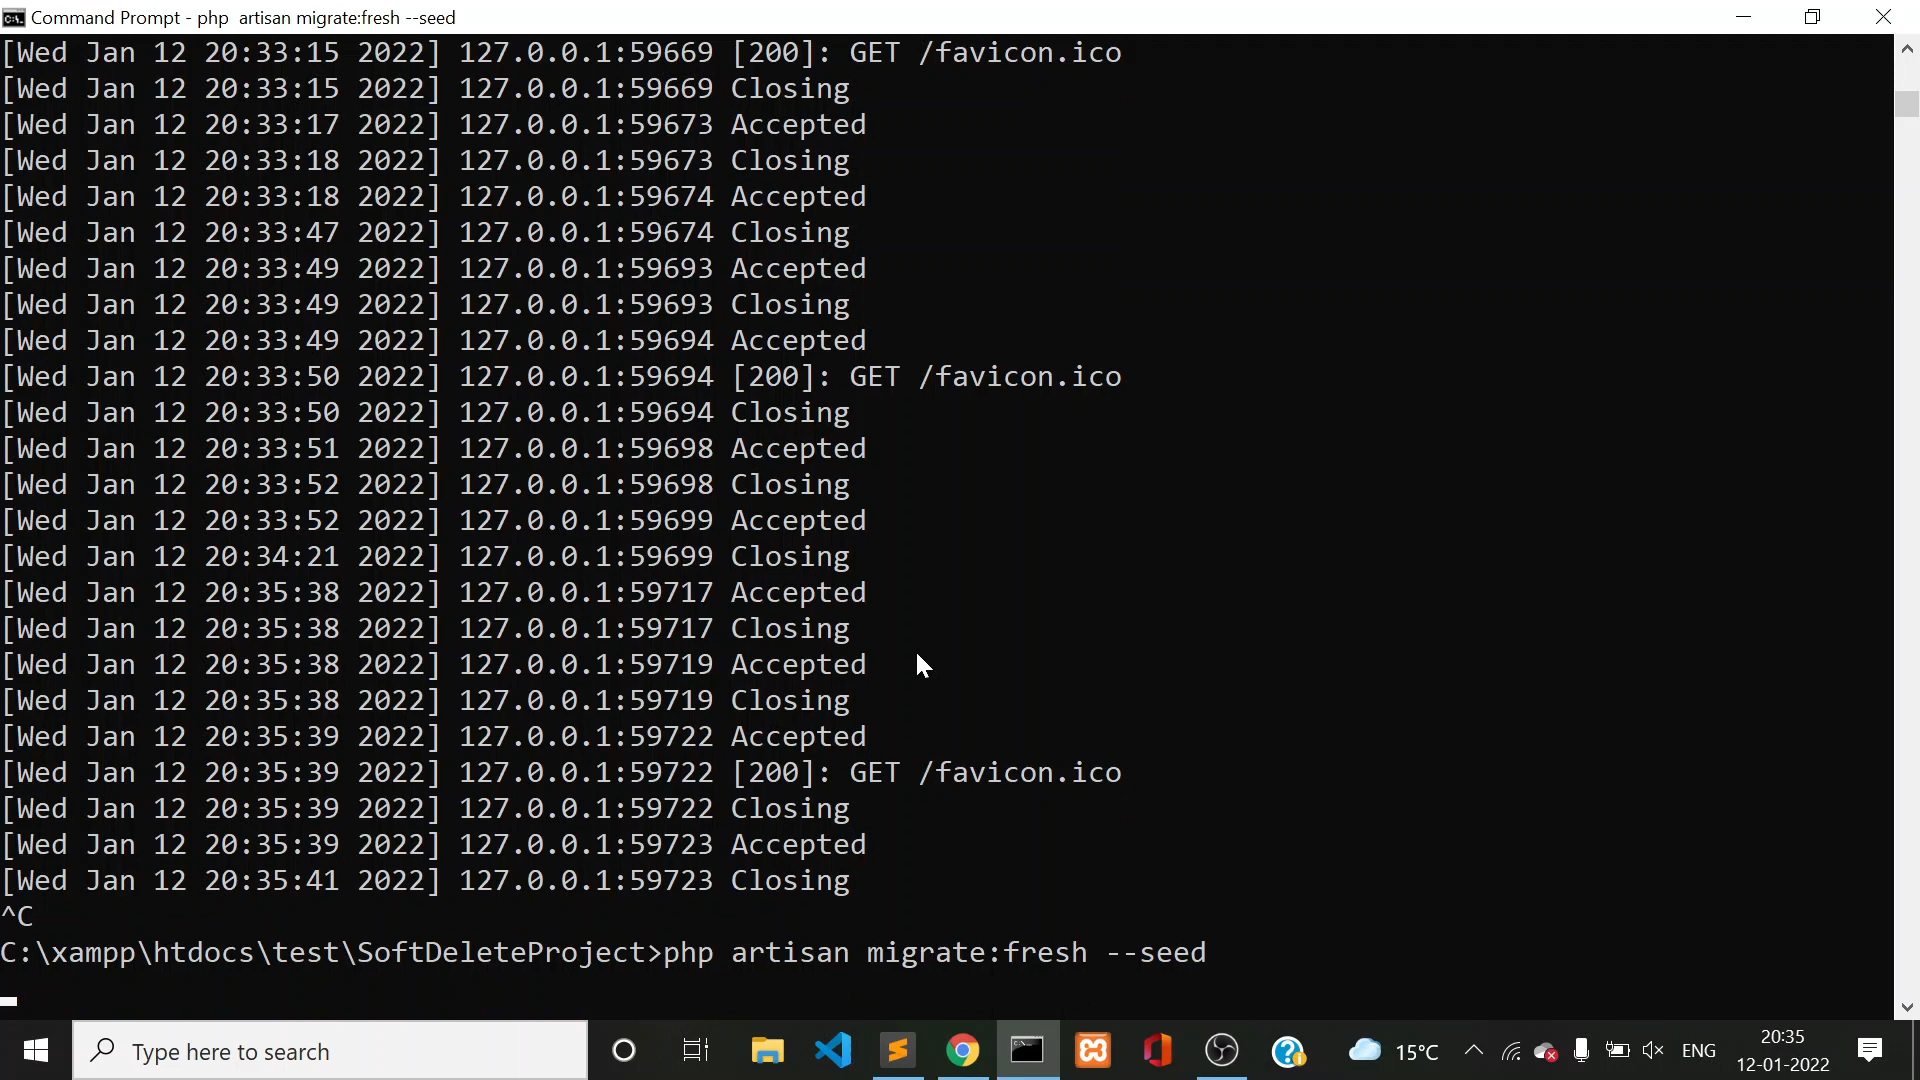 Command Prompt - php  artisan migrate:fresh --seed
[Wed Jan 12 20:33:15 2022] 127.0.0.1:59669 [200]: GET /favicon.ico
[Wed Jan 12 20:33:15 2022] 127.0.0.1:59669 Closing
[Wed Jan 12 20:33:17 2022] 127.0.0.1:59673 Accepted
[Wed Jan 12 20:33:18 2022] 127.0.0.1:59673 Closing
[Wed Jan 12 20:33:18 2022] 127.0.0.1:59674 Accepted
[Wed Jan 12 20:33:47 2022] 127.0.0.1:59674 Closing
[Wed Jan 12 20:33:49 2022] 127.0.0.1:59693 Accepted
[Wed Jan 12 20:33:49 2022] 127.0.0.1:59693 Closing
[Wed Jan 12 20:33:49 2022] 127.0.0.1:59694 Accepted
[Wed Jan 12 20:33:50 2022] 127.0.0.1:59694 [200]: GET /favicon.ico
[Wed Jan 12 20:33:50 2022] 127.0.0.1:59694 Closing
[Wed Jan 12 20:33:51 2022] 127.0.0.1:59698 Accepted
[Wed Jan 12 20:33:52 2022] 127.0.0.1:59698 Closing
[Wed Jan 12 20:33:52 2022] 127.0.0.1:59699 Accepted
[Wed Jan 12 20:34:21 2022] 127.0.0.1:59699 Closing
[Wed Jan 12 20:35:38 2022] 127.0.0.1:59717 Accepted
[Wed Jan 12 20:35:38 2022] 127.0.0.1:59717 Closing
[Wed Jan 12 20:35:38 2022] 127.0.0.1:59719 Accepted
[Wed Jan 12 20:35:38 2022] 127.0.0.1:59719 Closing
[Wed Jan 12 20:35:39 2022] 127.0.0.1:59722 Accepted
[Wed Jan 12 20:35:39 2022] 127.0.0.1:59722 [200]: GET /favicon.ico
[Wed Jan 12 20:35:39 2022] 127.0.0.1:59722 Closing
[Wed Jan 12 20:35:39 2022] 127.0.0.1:59723 Accepted
[Wed Jan 12 20:35:41 2022] 127.0.0.1:59723 Closing
^C
C:\xampp\htdocs\test\SoftDeleteProject>php artisan migrate:fresh --seed
Type here to search
15°C
ENG
20:35
12-01-2022